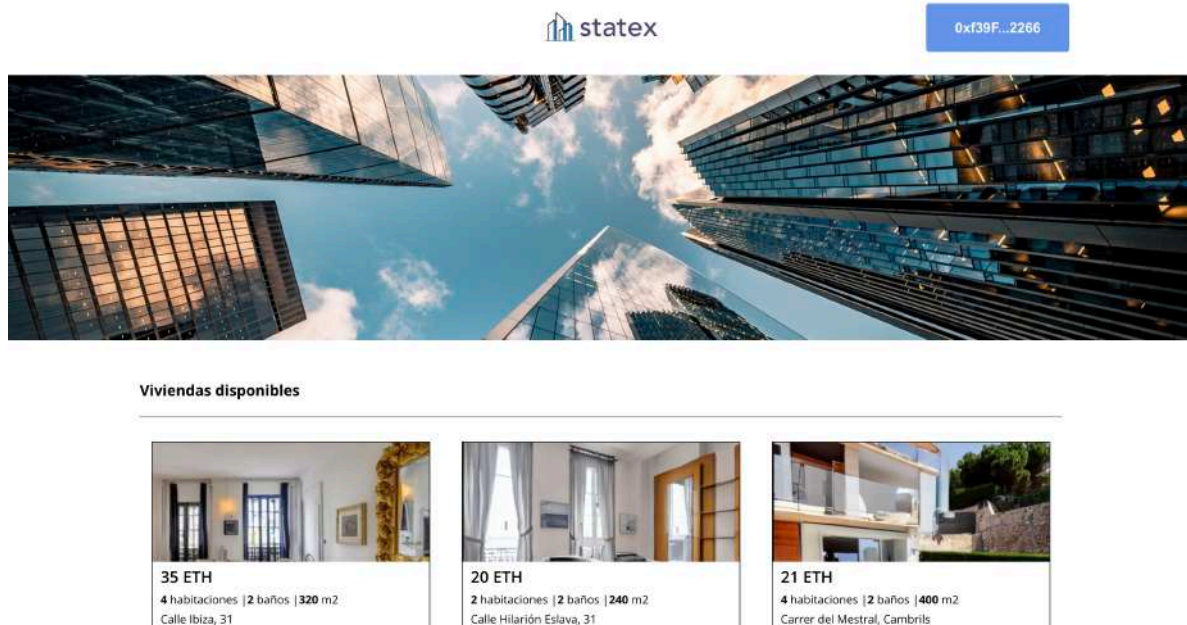 statex
0xf39F...2266
Viviendas disponibles
35 ETH
4 habitaciones |2 baños |320 m2
Calle Ibiza, 31
20 ETH
2 habitaciones |2 baños |240 m2
Calle Hilarión Eslava, 31
21 ETH
4 habitaciones |2 baños |400 m2
Carrer del Mestral, Cambrils